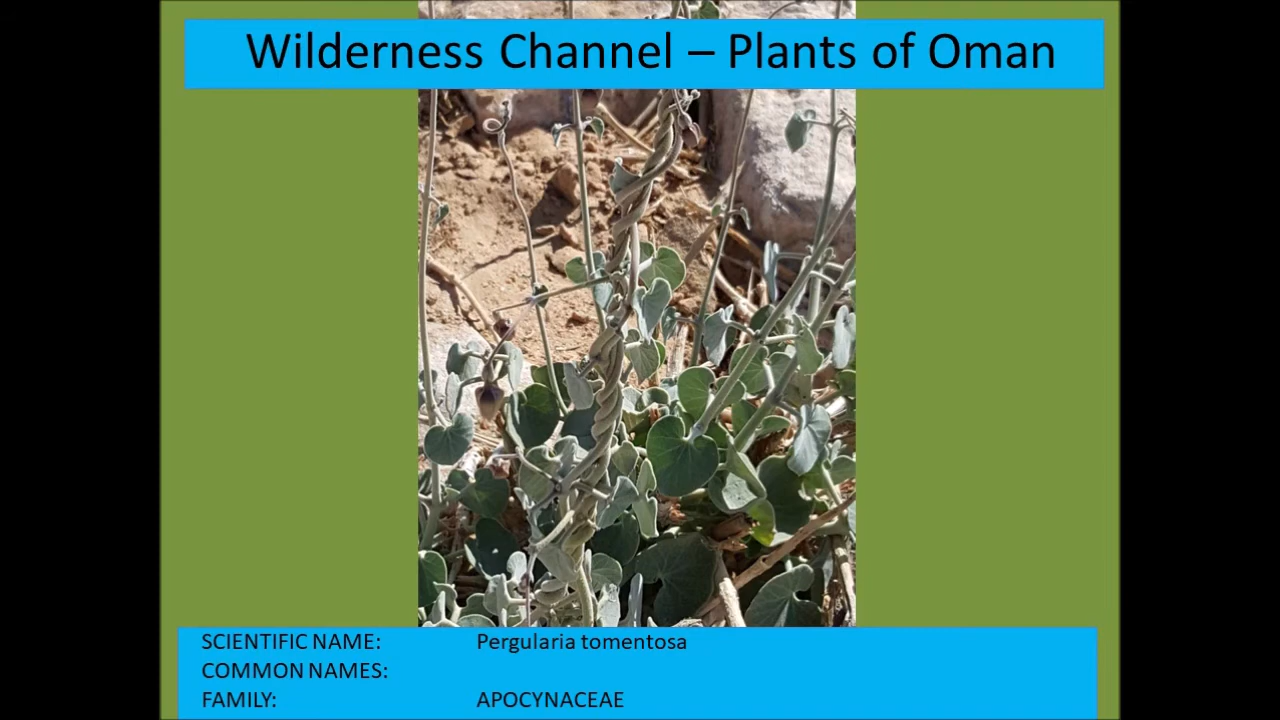 Wilderness Channel – Plants of Oman
SCIENTIFIC NAME: Pergularia tomentosa
COMMON NAMES:
FAMILY: APOCYNACEAE